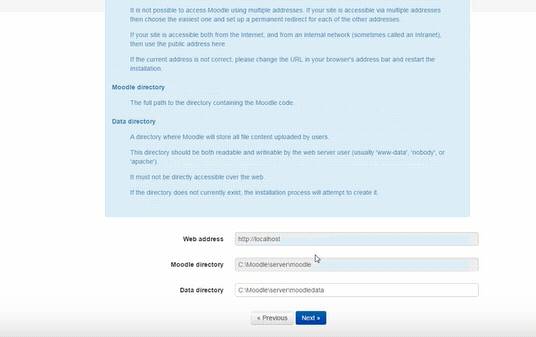 It is not possible to access Moodle using multiple addresses. If your site is accessible via multiple addresses
then choose the easiest one and set up a permanent redirect for each of the other addresses.
If your site is accessible both from the Internet, and from an internal network (sometimes called an Intranet),
then use the public address here.
If the current address is not correct, please change the URL in your browser's address bar and restart the
installation.
Moodle directory
The full path to the directory containing the Moodle code.
Data directory
A directory where Moodle will store all file content uploaded by users.
This directory should be both readable and writeable by the web server user (usually 'www-data', 'nobody', or
'apache').
It must not be directly accessible over the web.
If the directory does not currently exist, the installation process will attempt to create it.
Web address http://localhost
Moodle directory C:\Moodle\server\moodle
Data directory C:\Moodle\server\moodledata
« Previous Next »